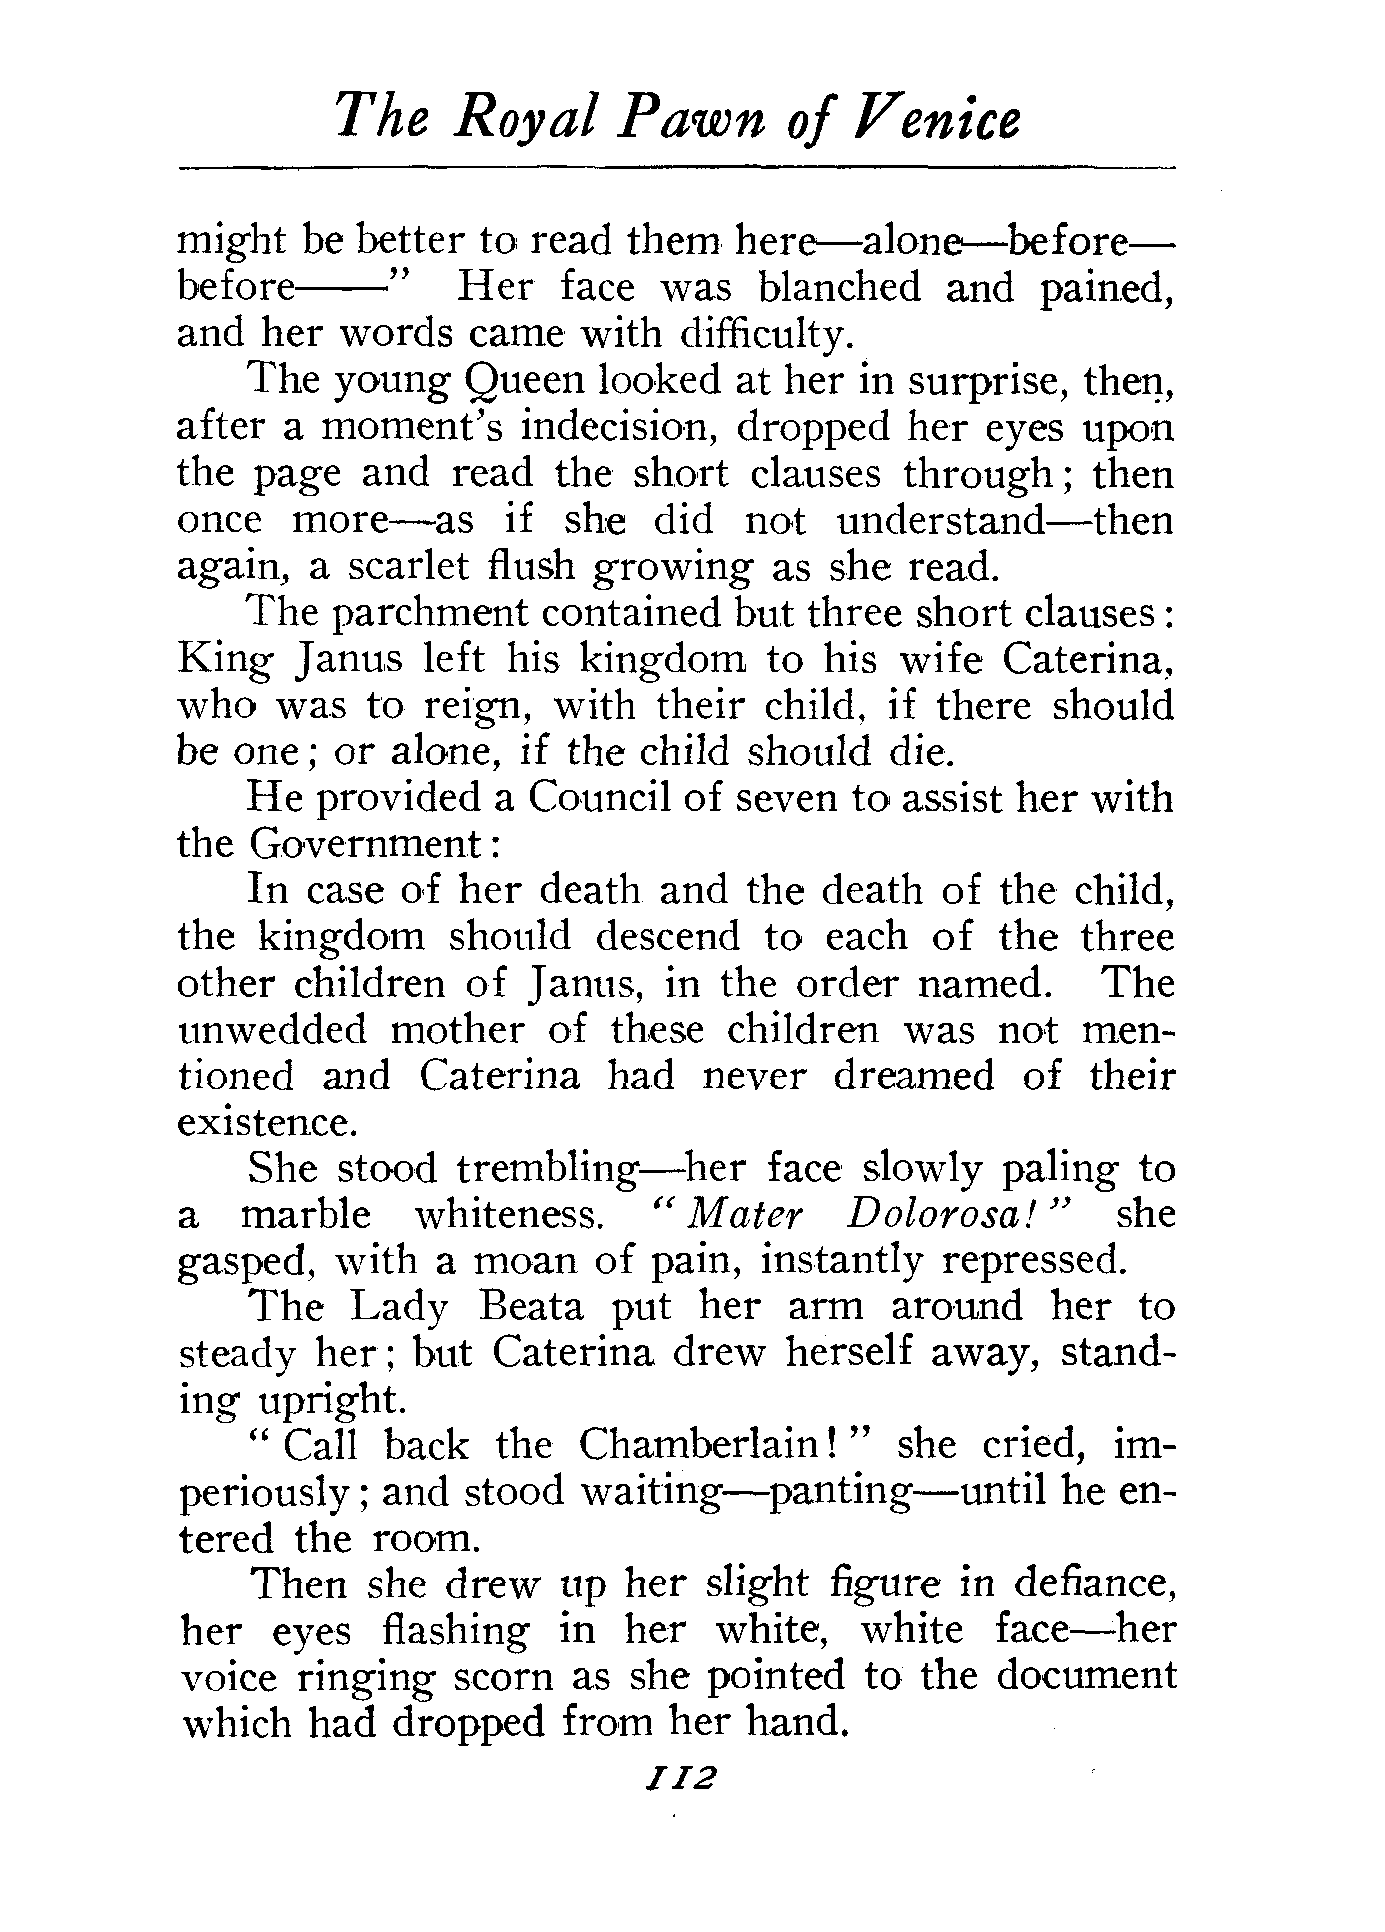 The Royal Pawn of Venice
might be better to read them here—alone—before—
before——" Her face was blanched and pained,
and her words came with difficulty.
The young Queen looked at her in surprise, then,
after a moment's indecision, dropped her eyes upon
the page and read the short clauses through; then
once more—as if she did not understand—then
again, a scarlet flush growing as she read.
The parchment contained but three short clauses:
King Janus left his kingdom to his wife Caterina,
who was to reign, with their child, if there should
be one; or alone, if the child should die.
He provided a Council of seven to assist her with
the Government:
In case of her death and the death of the child,
the kingdom should descend to each of the three
other children of Janus, in the order named. The
unwedded mother of these children was not men-
tioned and Caterina had never dreamed of their
existence.
She stood trembling—her face slowly paling to
a marble whiteness. "Mater Dolorosa!" she
gasped, with a moan of pain, instantly repressed.
The Lady Beata put her arm around her to
steady her; but Caterina drew herself away, stand-
ing upright.
"Call back the Chamberlain!" she cried, im-
periously; and stood waiting—panting—until he en-
tered the room.
Then she drew up her slight figure in defiance,
her eyes flashing in her white, white face—her
voice ringing scorn as she pointed to the document
which had dropped from her hand.
112